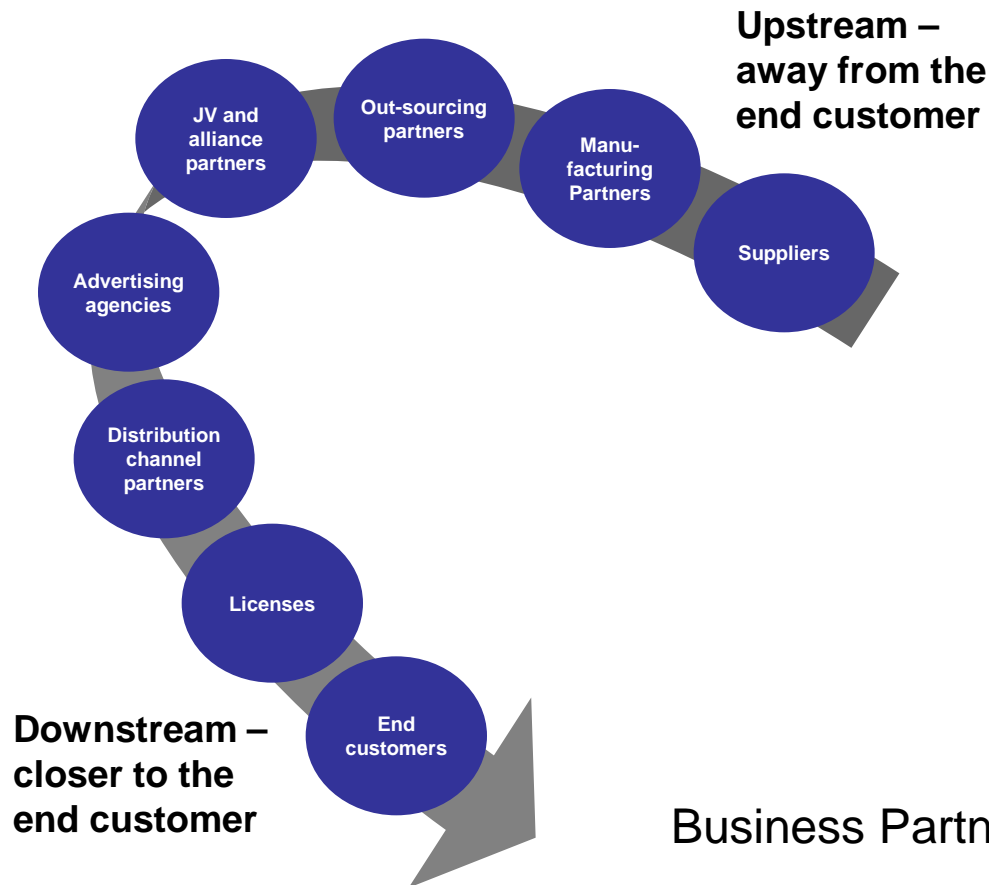 Upstream –
away from the
end customer
JV and
alliance
partners
Out-sourcing
partners
Manu-
facturing
Partners
Suppliers
Advertising
agencies
Distribution
channel
partners
Licenses
End
customers
Downstream –
closer to the
end customer
Business